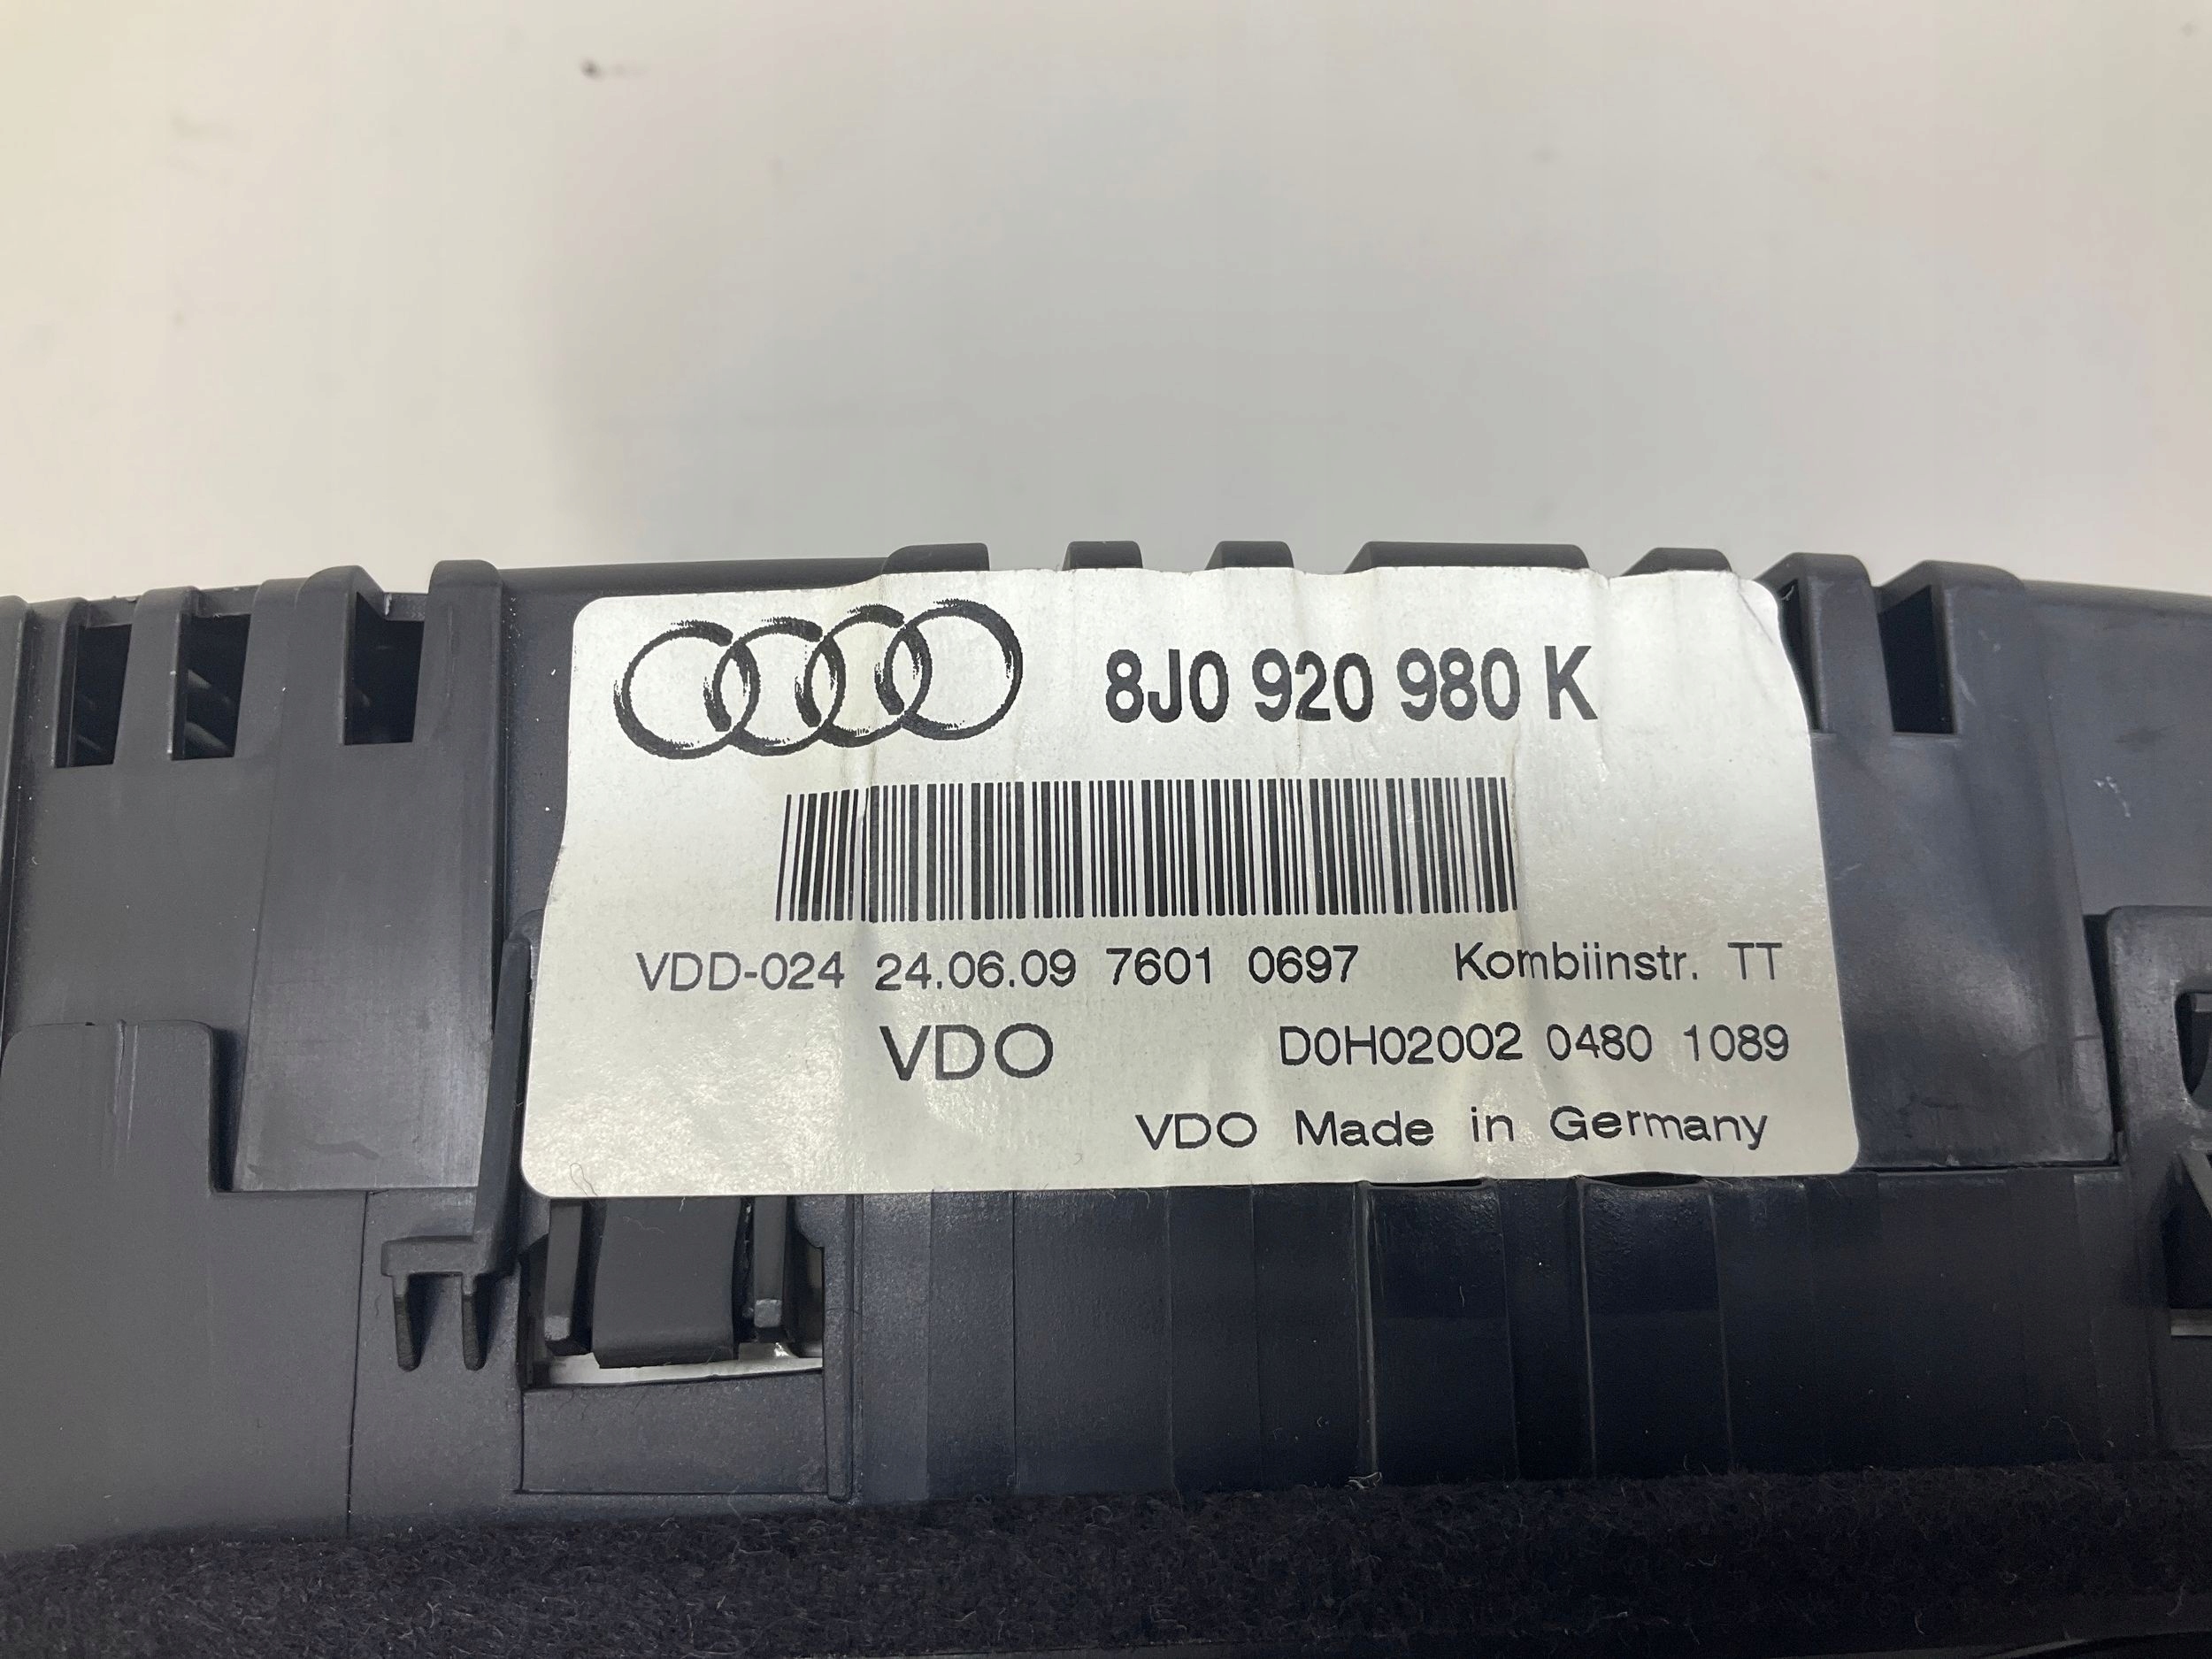 8J0 920 980 K
VDD-024 24.06.09 7601 0697 Kombiinstr. TT
VDO D0H02002 0480 1089
VDO Made in Germany